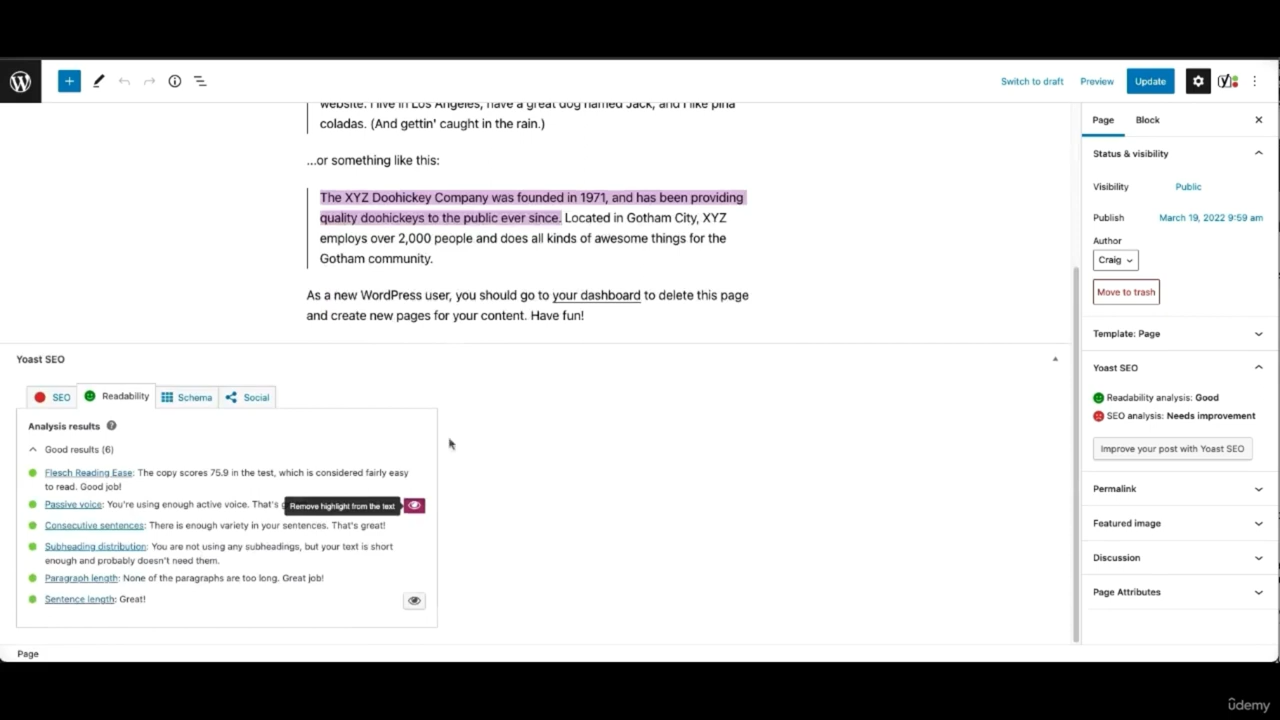 Switch to draft Preview Update
website. I live in Los Angeles, have a great dog named Jack, and I like piña
coladas. (And gettin' caught in the rain.)
...or something like this:
The XYZ Doohickey Company was founded in 1971, and has been providing
quality doohickeys to the public ever since. Located in Gotham City, XYZ
employs over 2,000 people and does all kinds of awesome things for the
Gotham community.
As a new WordPress user, you should go to your dashboard to delete this page
and create new pages for your content. Have fun!
Yoast SEO
SEO Readability Schema Social
Analysis results
Good results (6)
Flesch Reading Ease: The copy scores 75.9 in the test, which is considered fairly easy
to read. Good job!
Passive voice: You're using enough active voice. That's
Remove highlight from the text
Consecutive sentences: There is enough variety in your sentences. That's great!
Subheading distribution: You are not using any subheadings, but your text is short
enough and probably doesn't need them.
Paragraph length: None of the paragraphs are too long. Great job!
Sentence length: Great!
Page
Page Block
Status & visibility
Visibility Public
Publish March 19, 2022 9:59 am
Author
Craig
Move to trash
Template: Page
Yoast SEO
Readability analysis: Good
SEO analysis: Needs improvement
Improve your post with Yoast SEO
Permalink
Featured image
Discussion
Page Attributes
ûdemy